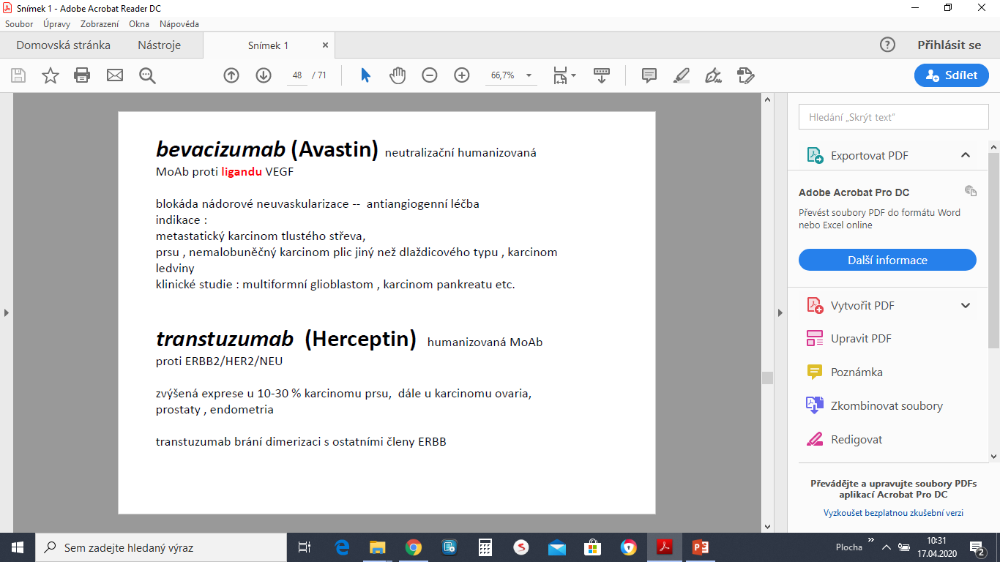 Snímek 1 - Adobe Acrobat Reader DC
Soubor Úpravy Zobrazení Okna Nápověda
Domovská stránka Nástroje Snímek 1 × Přihlásit se
48 / 71 66,7% Sdílet
bevacizumab (Avastin) neutralizační humanizovaná
MoAb proti ligandu VEGF
blokáda nádorové neuvaskularizace -- antiangiogenní léčba
indikace :
metastatický karcinom tlustého střeva,
prsu , nemalobuněčný karcinom plic jiný než dlaždicového typu , karcinom
ledviny
klinické studie : multiformní glioblastom , karcinom pankreatu etc.
transtuzumab (Herceptin) humanizovaná MoAb
proti ERBB2/HER2/NEU
zvýšená exprese u 10-30 % karcinomu prsu, dále u karcinomu ovaria,
prostaty , endometria
transtuzumab brání dimerizaci s ostatními členy ERBB
Hledání „Skrýt text"
Exportovat PDF
Adobe Acrobat Pro DC
Převést soubory PDF do formátu Word
nebo Excel online
Další informace
Vytvořit PDF
Upravit PDF
Poznámka
Zkombinovat soubory
Redigovat
Převádějte a upravujte soubory PDFs
aplikací Acrobat Pro DC
Vyzkoušet bezplatnou zkušební verzi
Sem zadejte hledaný výraz
Plocha
10:31
17.04.2020
2